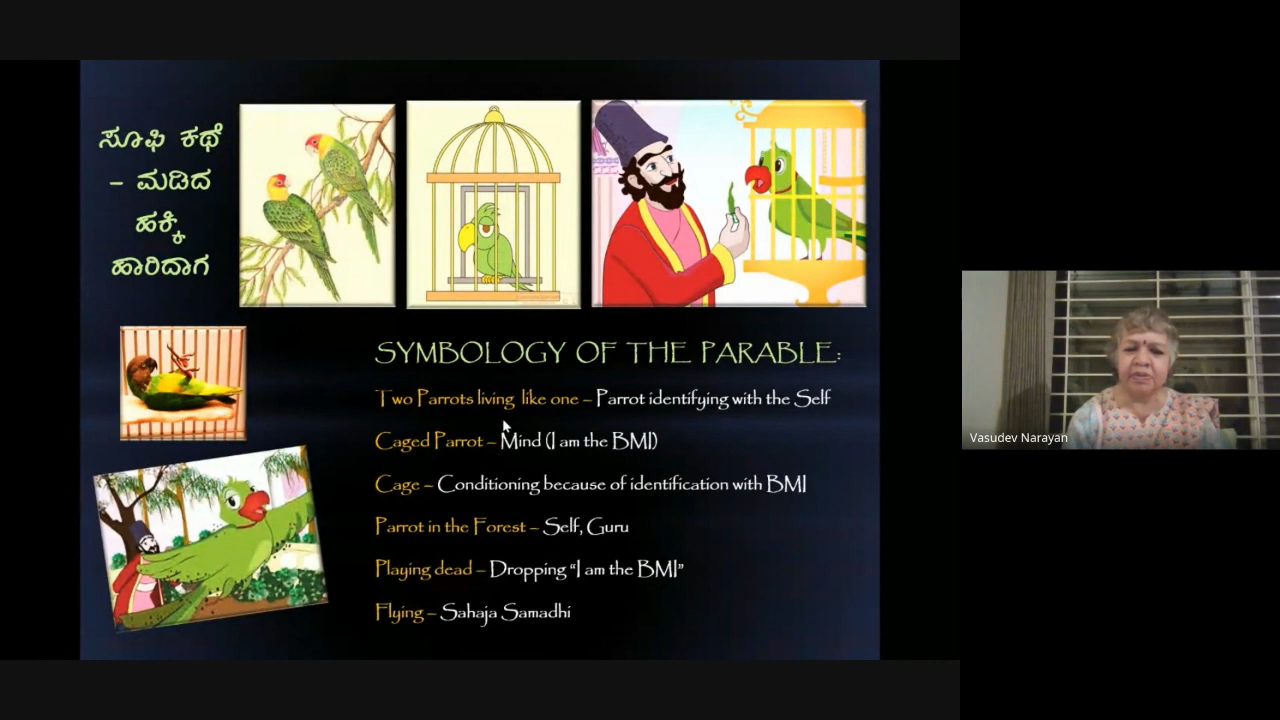 ಸೂಫಿ ಕಥೆ
– ಮಡಿದ
ಹಕ್ಕಿ
ಹಾರಿದಾಗ
SYMBOLOGY OF THE PARABLE:
Two Parrots living like one – Parrot identifying with the Self
Caged Parrot – Mind (I am the BMI)
Cage – Conditioning because of identification with BMI
Parrot in the Forest – Self, Guru
Playing dead – Dropping “I am the BMI”
Flying – Sahaja Samadhi
Vasudev Narayan